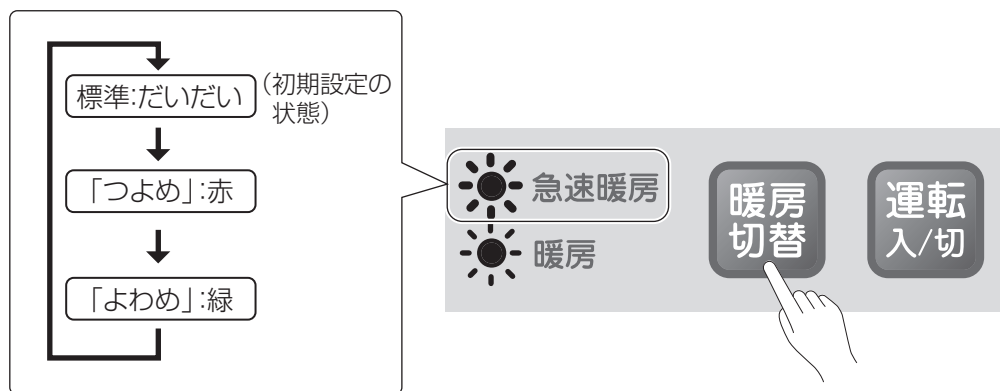 標準:だいだい
(初期設定の
状態)
「つよめ」:赤
「よわめ」:緑
急速暖房
暖房
暖房
切替
運転
入/切